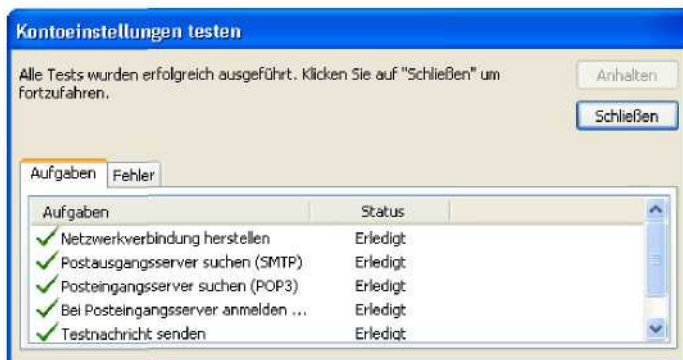 Kontoeinstellungen testen
Alle Tests wurden erfolgreich ausgeführt. Klicken Sie auf "Schließen" um
fortzufahren.
Anhalten
Schließen
Aufgaben Fehler
Aufgaben Status
Netzwerkverbindung herstellen Erledigt
Postausgangsserver suchen (SMTP) Erledigt
Posteingangsserver suchen (POP3) Erledigt
Bei Posteingangsserver anmelden ... Erledigt
Testnachricht senden Erledigt